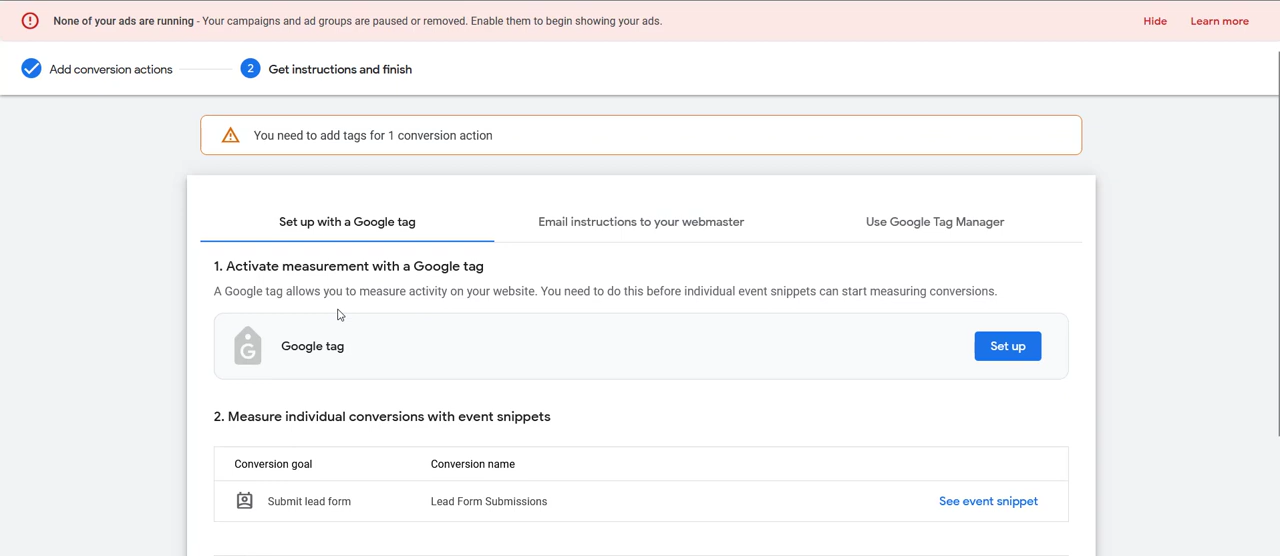 None of your ads are running - Your campaigns and ad groups are paused or removed. Enable them to begin showing your ads. Hide Learn more
Add conversion actions 2 Get instructions and finish
You need to add tags for 1 conversion action
Set up with a Google tag Email instructions to your webmaster Use Google Tag Manager
1. Activate measurement with a Google tag
A Google tag allows you to measure activity on your website. You need to do this before individual event snippets can start measuring conversions.
G Google tag Set up
2. Measure individual conversions with event snippets
Conversion goal Conversion name
Submit lead form Lead Form Submissions See event snippet